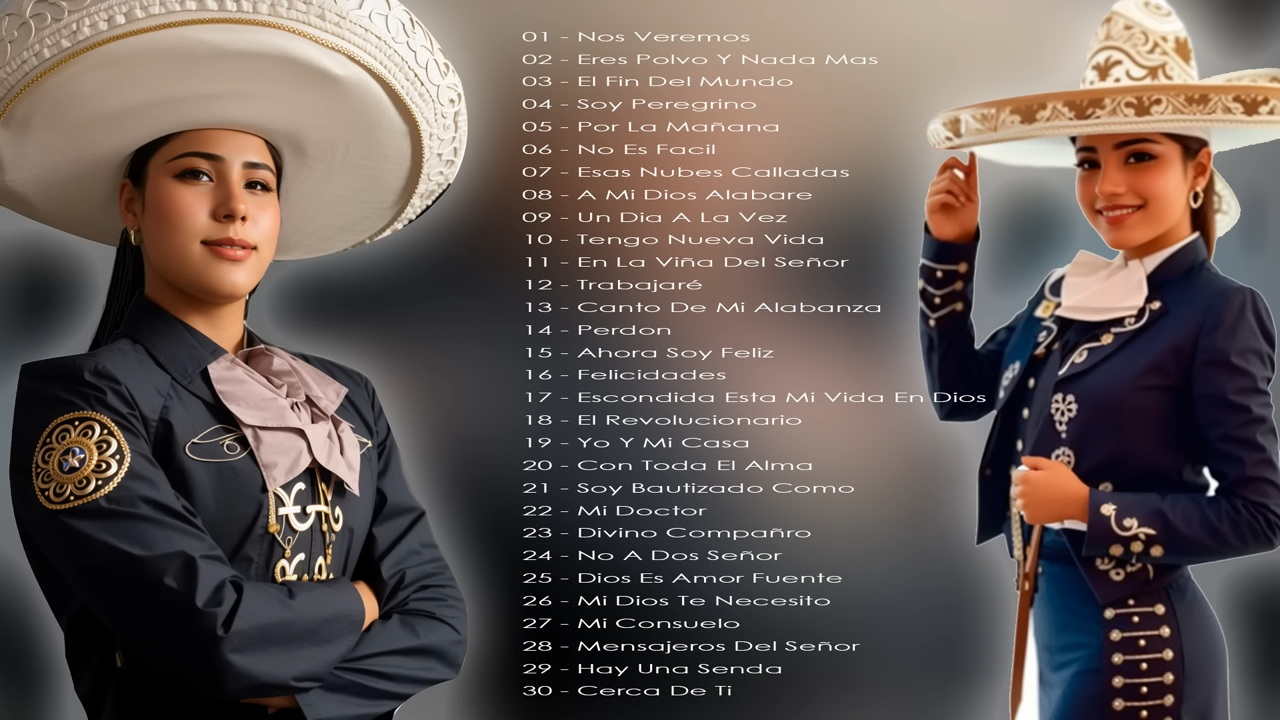 01 - Nos Veremos
02 - Eres Polvo Y Nada Mas
03 - El Fin Del Mundo
04 - Soy Peregrino
05 - Por La Mañana
06 - No Es Facil
07 - Esas Nubes Calladas
08 - A Mi Dios Alabare
09 - Un Dia A La Vez
10 - Tengo Nueva Vida
11 - En La Viña Del Señor
12 - Trabajaré
13 - Canto De Mi Alabanza
14 - Perdon
15 - Ahora Soy Feliz
16 - Felicidades
17 - Escondida Esta Mi Vida En Dios
18 - El Revolucionario
19 - Yo Y Mi Casa
20 - Con Toda El Alma
21 - Soy Bautizado Como
22 - Mi Doctor
23 - Divino Compañro
24 - No A Dos Señor
25 - Dios Es Amor Fuente
26 - Mi Dios Te Necesito
27 - Mi Consuelo
28 - Mensajeros Del Señor
29 - Hay Una Senda
30 - Cerca De Ti